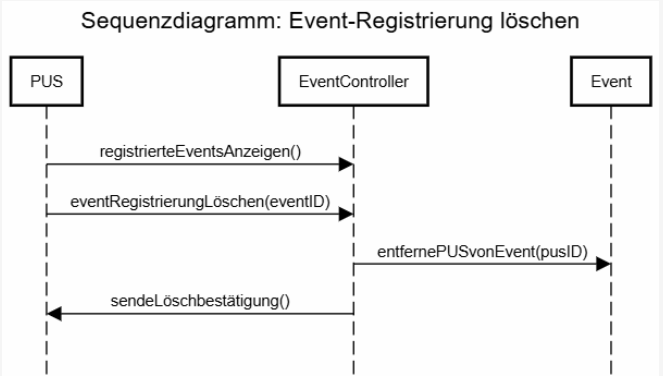 Sequenzdiagramm: Event-Registrierung löschen
PUS
EventController
Event
registrierteEventsAnzeigen()
eventRegistrierungLöschen(eventID)
entfernePUSvonEvent(pusID)
sendeLöschbestätigung()